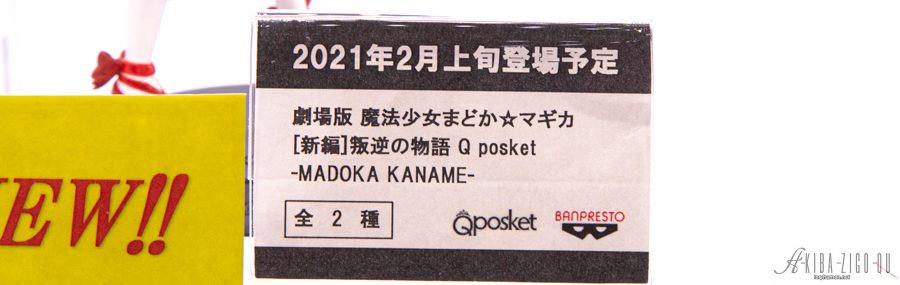 2021年2月上旬登場予定
劇場版 魔法少女まどか☆マギカ
[新編]叛逆の物語 Q posket
-MADOKA KANAME-
全 2 種
Qposket
BANPRESTO
NEW!!
A-KIBA-ZIGO-QU